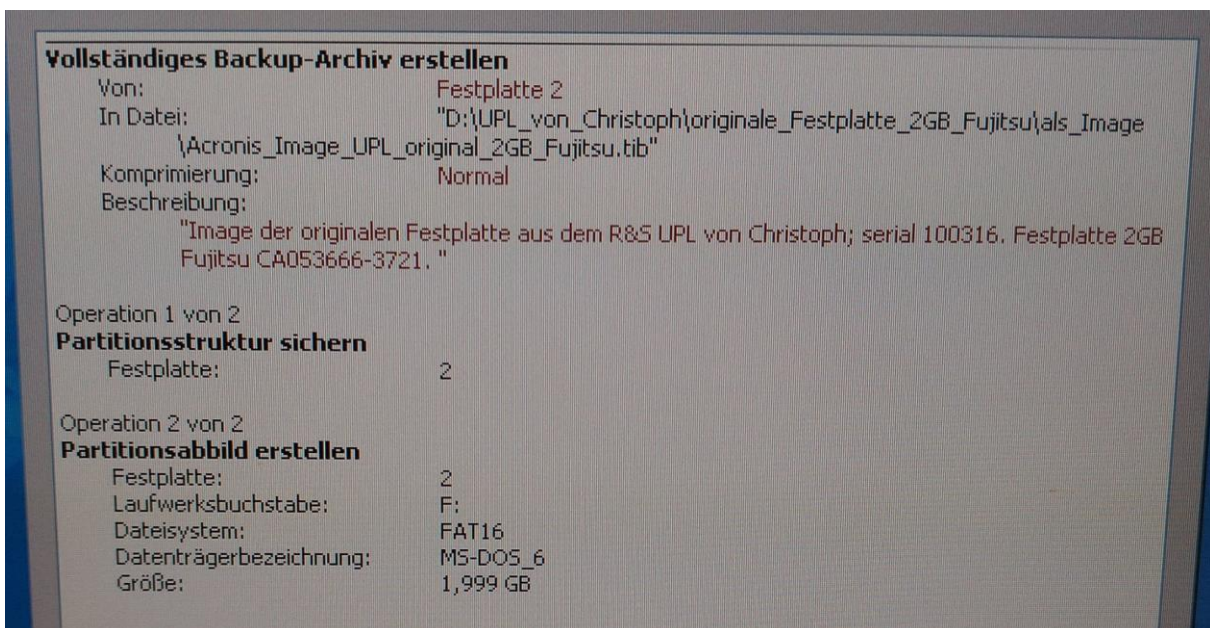 Vollständiges Backup-Archiv erstellen
Von: Festplatte 2
In Datei: "D:\UPL_von_Christoph\originale_Festplatte_2GB_Fujitsu\als_Image
\Acronis_Image_UPL_original_2GB_Fujitsu.tib"
Komprimierung: Normal
Beschreibung:
"Image der originalen Festplatte aus dem R&S UPL von Christoph; serial 100316. Festplatte 2GB
Fujitsu CA053666-3721. "
Operation 1 von 2
Partitionsstruktur sichern
Festplatte: 2
Operation 2 von 2
Partitionsabbild erstellen
Festplatte: 2
Laufwerksbuchstabe: F:
Dateisystem: FAT16
Datenträgerbezeichnung: MS-DOS_6
Größe: 1,999 GB